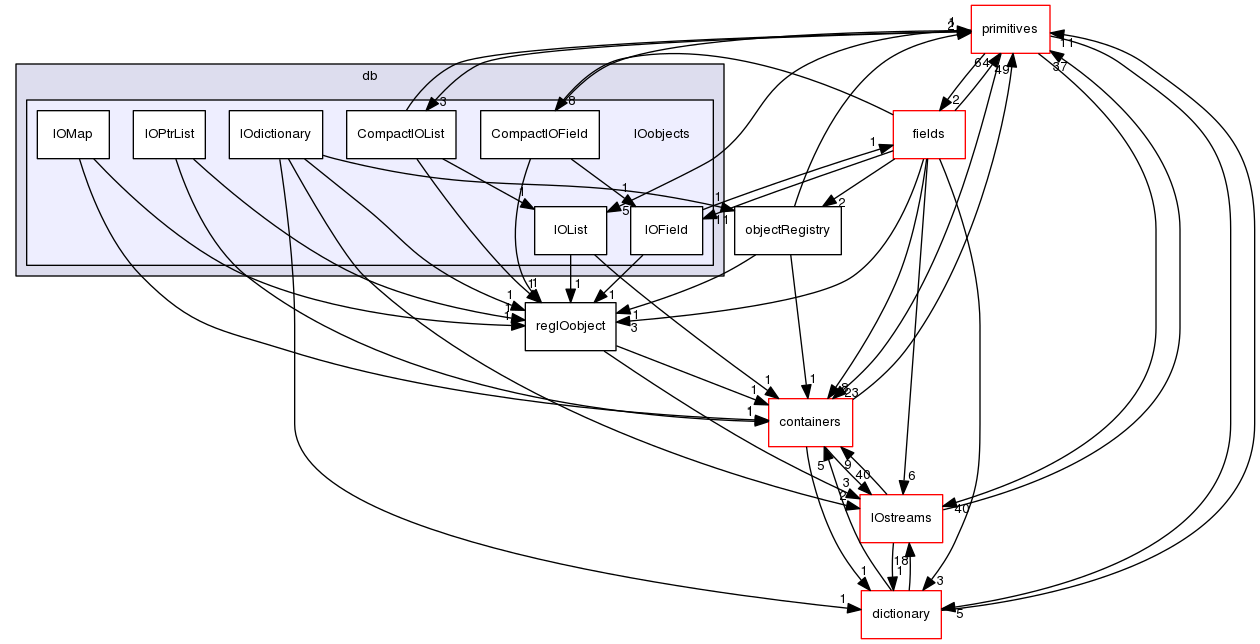 1
2
primitives
11
db
64
49
37
3
8
2
IOMap
IOPtrList
IOdictionary
CompactIOList
CompactIOField
IOobjects
fields
1
1
1
1
5
11
2
IOList
IOField
objectRegistry
1
1
1
1
1
1
1
1
3
regIOobject
1
1
1
8
23
1
containers
5
9
40
3
2
6
40
IOstreams
18
1
1
3
1
5
dictionary